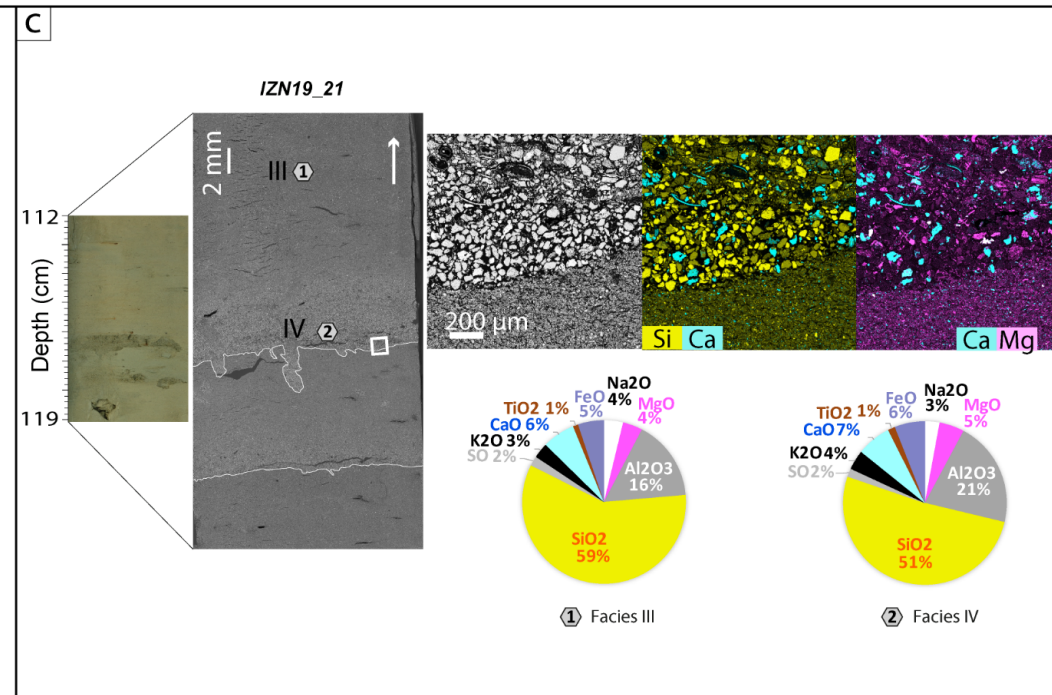 C
IZN19_21
2 mm
III 1
IV 2
112
Depth (cm)
119
200 µm
Si Ca
Ca Mg
Na2O
4%
FeO
5%
MgO
4%
TiO2 1%
CaO 6%
K2O 3%
SO 2%
Al2O3
16%
SiO2
59%
1 Facies III
Na2O
3%
FeO
6%
MgO
5%
TiO2 1%
CaO 7%
K2O 4%
SO2%
Al2O3
21%
SiO2
51%
2 Facies IV